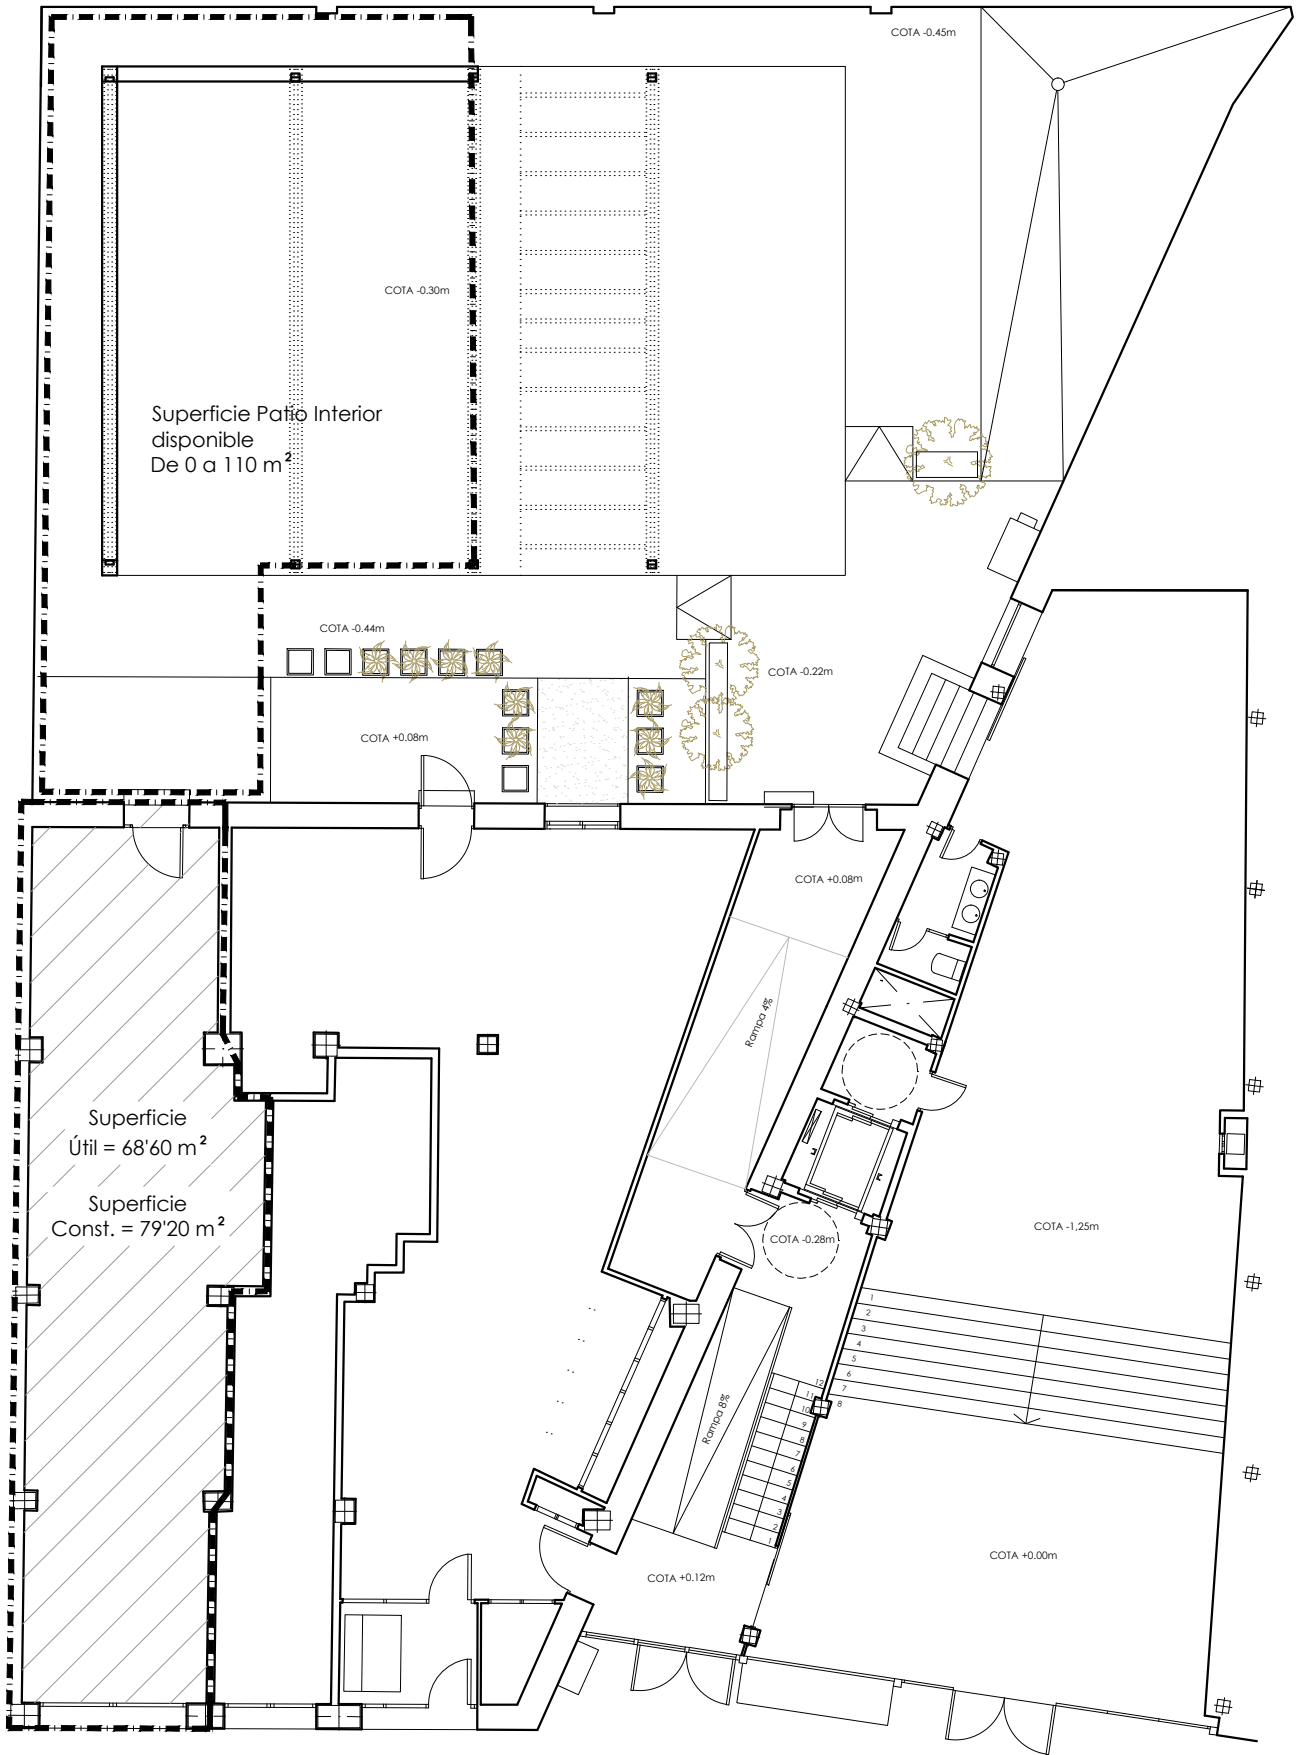 COTA -0.45m
COTA -0.30m
Superficie Patio Interior
disponible
De 0 a 110 m²
COTA -0.44m
COTA -0.22m
COTA +0.08m
COTA +0.08m
Rampa 4%
Superficie
Útil = 68'60 m²
Superficie
Const. = 79'20 m²
COTA -0.28m
COTA -1,25m
1
2
3
4
5
6
7
8
Rampa 8%
12
11
10
9
8
7
6
5
4
3
2
1
COTA +0.00m
COTA +0.12m